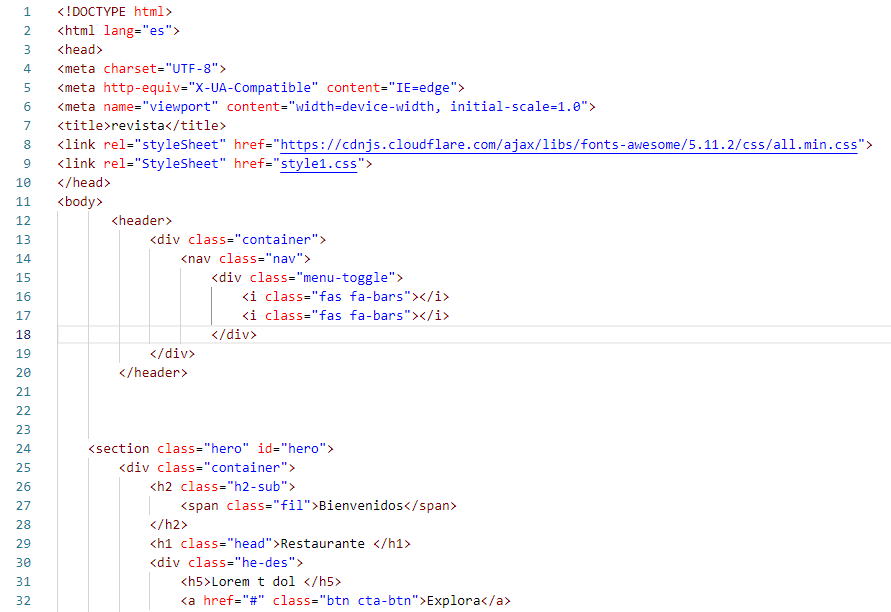 1 <!DOCTYPE html>
2 <html lang="es">
3 <head>
4 <meta charset="UTF-8">
5 <meta http-equiv="X-UA-Compatible" content="IE=edge">
6 <meta name="viewport" content="width=device-width, initial-scale=1.0">
7 <title>revista</title>
8 <link rel="styleSheet" href="https://cdnjs.cloudflare.com/ajax/libs/fonts-awesome/5.11.2/css/all.min.css">
9 <link rel="StyleSheet" href="style1.css">
10 </head>
11 <body>
12 <header>
13 <div class="container">
14 <nav class="nav">
15 <div class="menu-toggle">
16 <i class="fas fa-bars"></i>
17 <i class="fas fa-bars"></i>
18 </div>
19 </div>
20 </header>
21
22
23
24 <section class="hero" id="hero">
25 <div class="container">
26 <h2 class="h2-sub">
27 <span class="fil">Bienvenidos</span>
28 </h2>
29 <h1 class="head">Restaurante </h1>
30 <div class="he-des">
31 <h5>Lorem t dol </h5>
32 <a href="#" class="btn cta-btn">Explora</a>